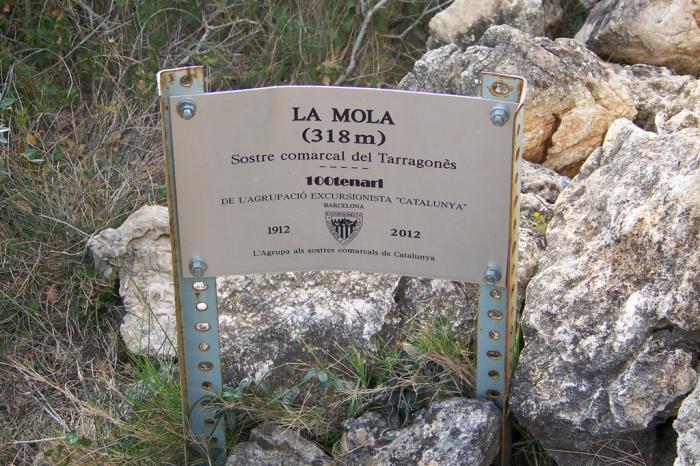 LA MOLA
(318 m)
Sostre comarcal del Tarragonès
100tenari
DE L'AGRUPACIÓ EXCURSIONISTA "CATALUNYA"
BARCELONA
1912 2012
L'Agrupa als sostres comarcals de Catalunya